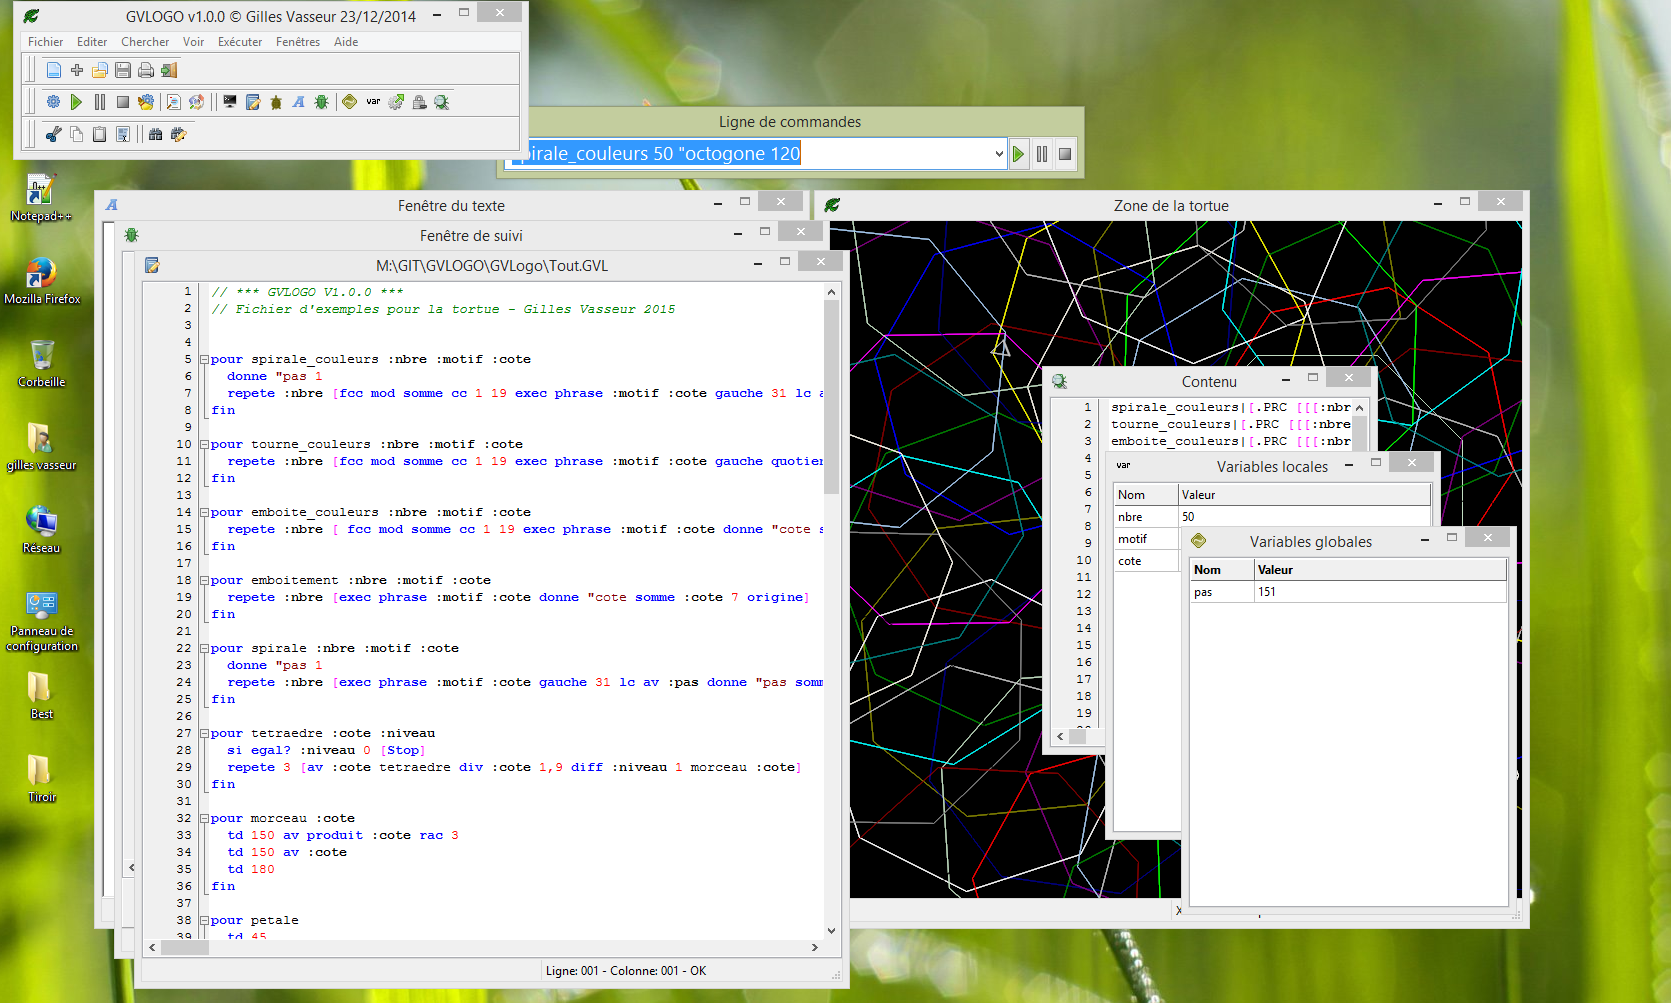 GVLOGO v1.0.0 © Gilles Vasseur 23/12/2014
Fichier Editer Chercher Voir Exécuter Fenêtres Aide
var
Ligne de commandes
spirale_couleurs 50 "octogone 120
Notepad++
Mozilla Firefox
Corbeille
gilles vasseur
Réseau
Panneau de
configuration
Best
Tiroir
Fenêtre du texte
Fenêtre de suivi
M:\GIT\GVLOGO\GVLogo\Tout.GVL
1 // *** GVLOGO V1.0.0 ***
2 // Fichier d'exemples pour la tortue - Gilles Vasseur 2015
3
4
5 pour spirale_couleurs :nbre :motif :cote
6 donne "pas 1
7 repete :nbre [fcc mod somme cc 1 19 exec phrase :motif :cote gauche 31 lc a
8 fin
9
10 pour tourne_couleurs :nbre :motif :cote
11 repete :nbre [fcc mod somme cc 1 19 exec phrase :motif :cote gauche quotien
12 fin
13
14 pour emboite_couleurs :nbre :motif :cote
15 repete :nbre [ fcc mod somme cc 1 19 exec phrase :motif :cote donne "cote s
16 fin
17
18 pour emboitement :nbre :motif :cote
19 repete :nbre [exec phrase :motif :cote donne "cote somme :cote 7 origine]
20 fin
21
22 pour spirale :nbre :motif :cote
23 donne "pas 1
24 repete :nbre [exec phrase :motif :cote gauche 31 lc av :pas donne "pas somm
25 fin
26
27 pour tetraedre :cote :niveau
28 si egal? :niveau 0 [Stop]
29 repete 3 [av :cote tetraedre div :cote 1,9 diff :niveau 1 morceau :cote]
30 fin
31
32 pour morceau :cote
33 td 150 av produit :cote rac 3
34 td 150 av :cote
35 td 180
36 fin
37
38 pour petale
39 td 45
Ligne: 001 - Colonne: 001 - OK
Zone de la tortue
X
Contenu
1 spirale_couleurs|[.PRC [[[:nbr
2 tourne_couleurs|[.PRC [[[:nbre
3 emboite_couleurs|[.PRC [[[:nbr
4
5
6
7
8
9
10
11
12
13
14
15
16
17
18
19
var
Variables locales
Nom Valeur
nbre 50
motif
cote
Variables globales
Nom Valeur
pas 151